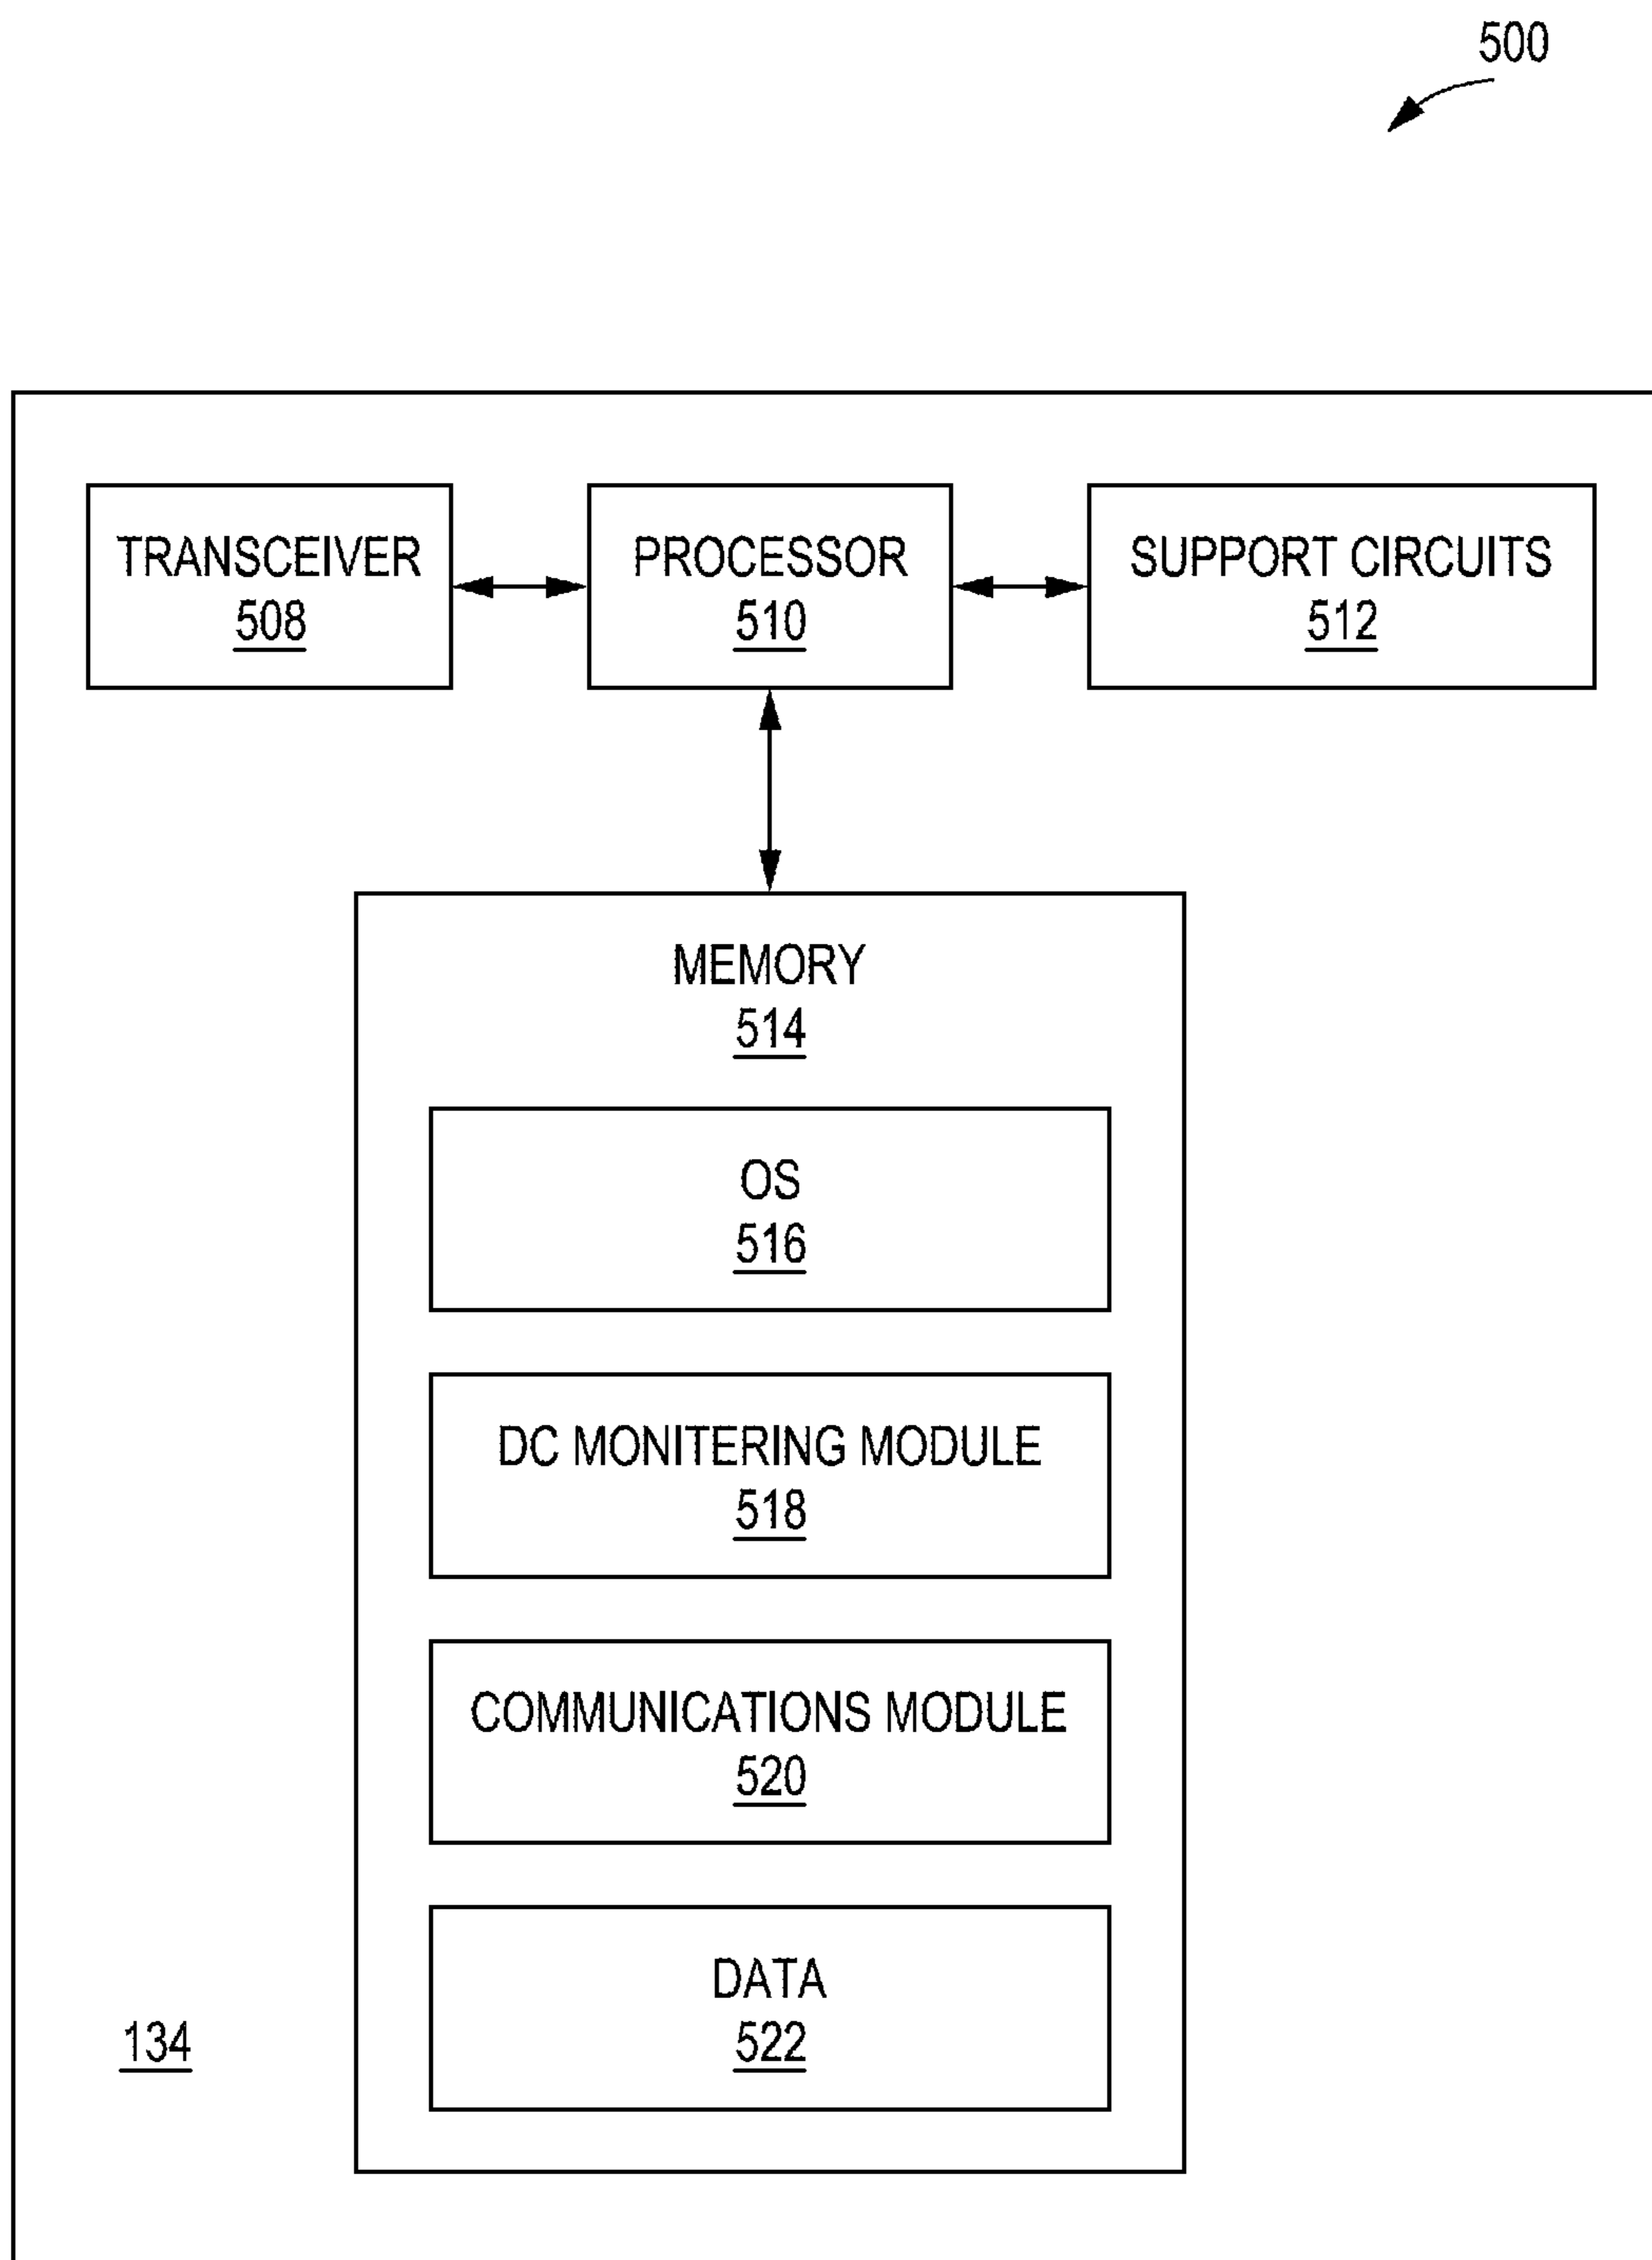 500
TRANSCEIVER
508
PROCESSOR
510
SUPPORT CIRCUITS
512
MEMORY
514
OS
516
DC MONITERING MODULE
518
COMMUNICATIONS MODULE
520
DATA
522
134